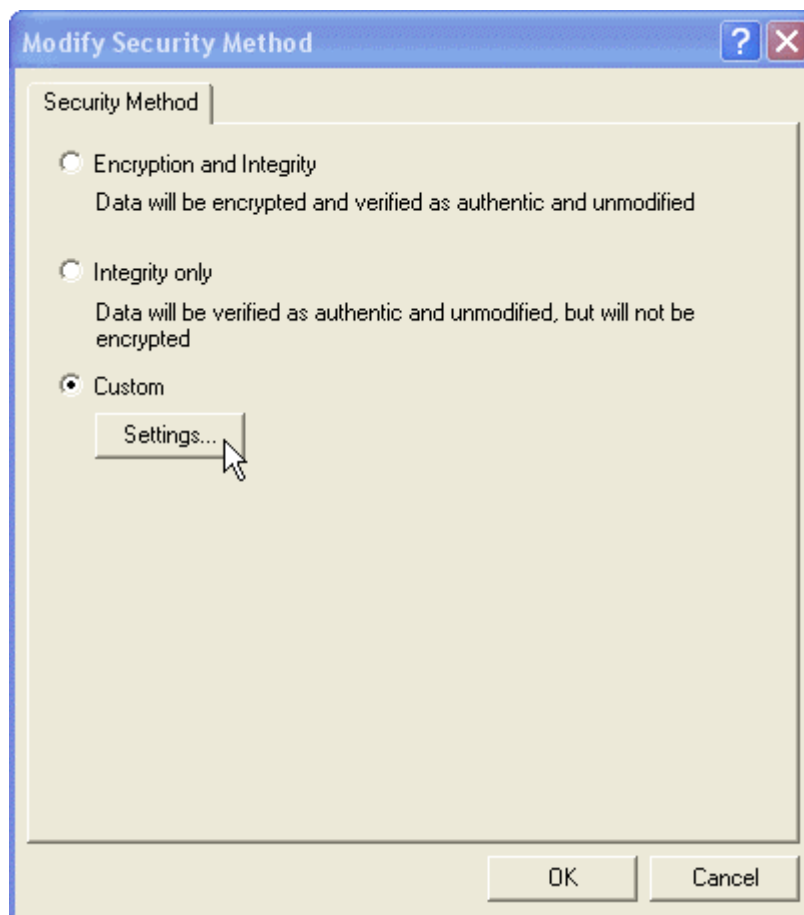 Modify Security Method
Security Method
Encryption and Integrity
Data will be encrypted and verified as authentic and unmodified
Integrity only
Data will be verified as authentic and unmodified, but will not be
encrypted
Custom
Settings...
OK
Cancel